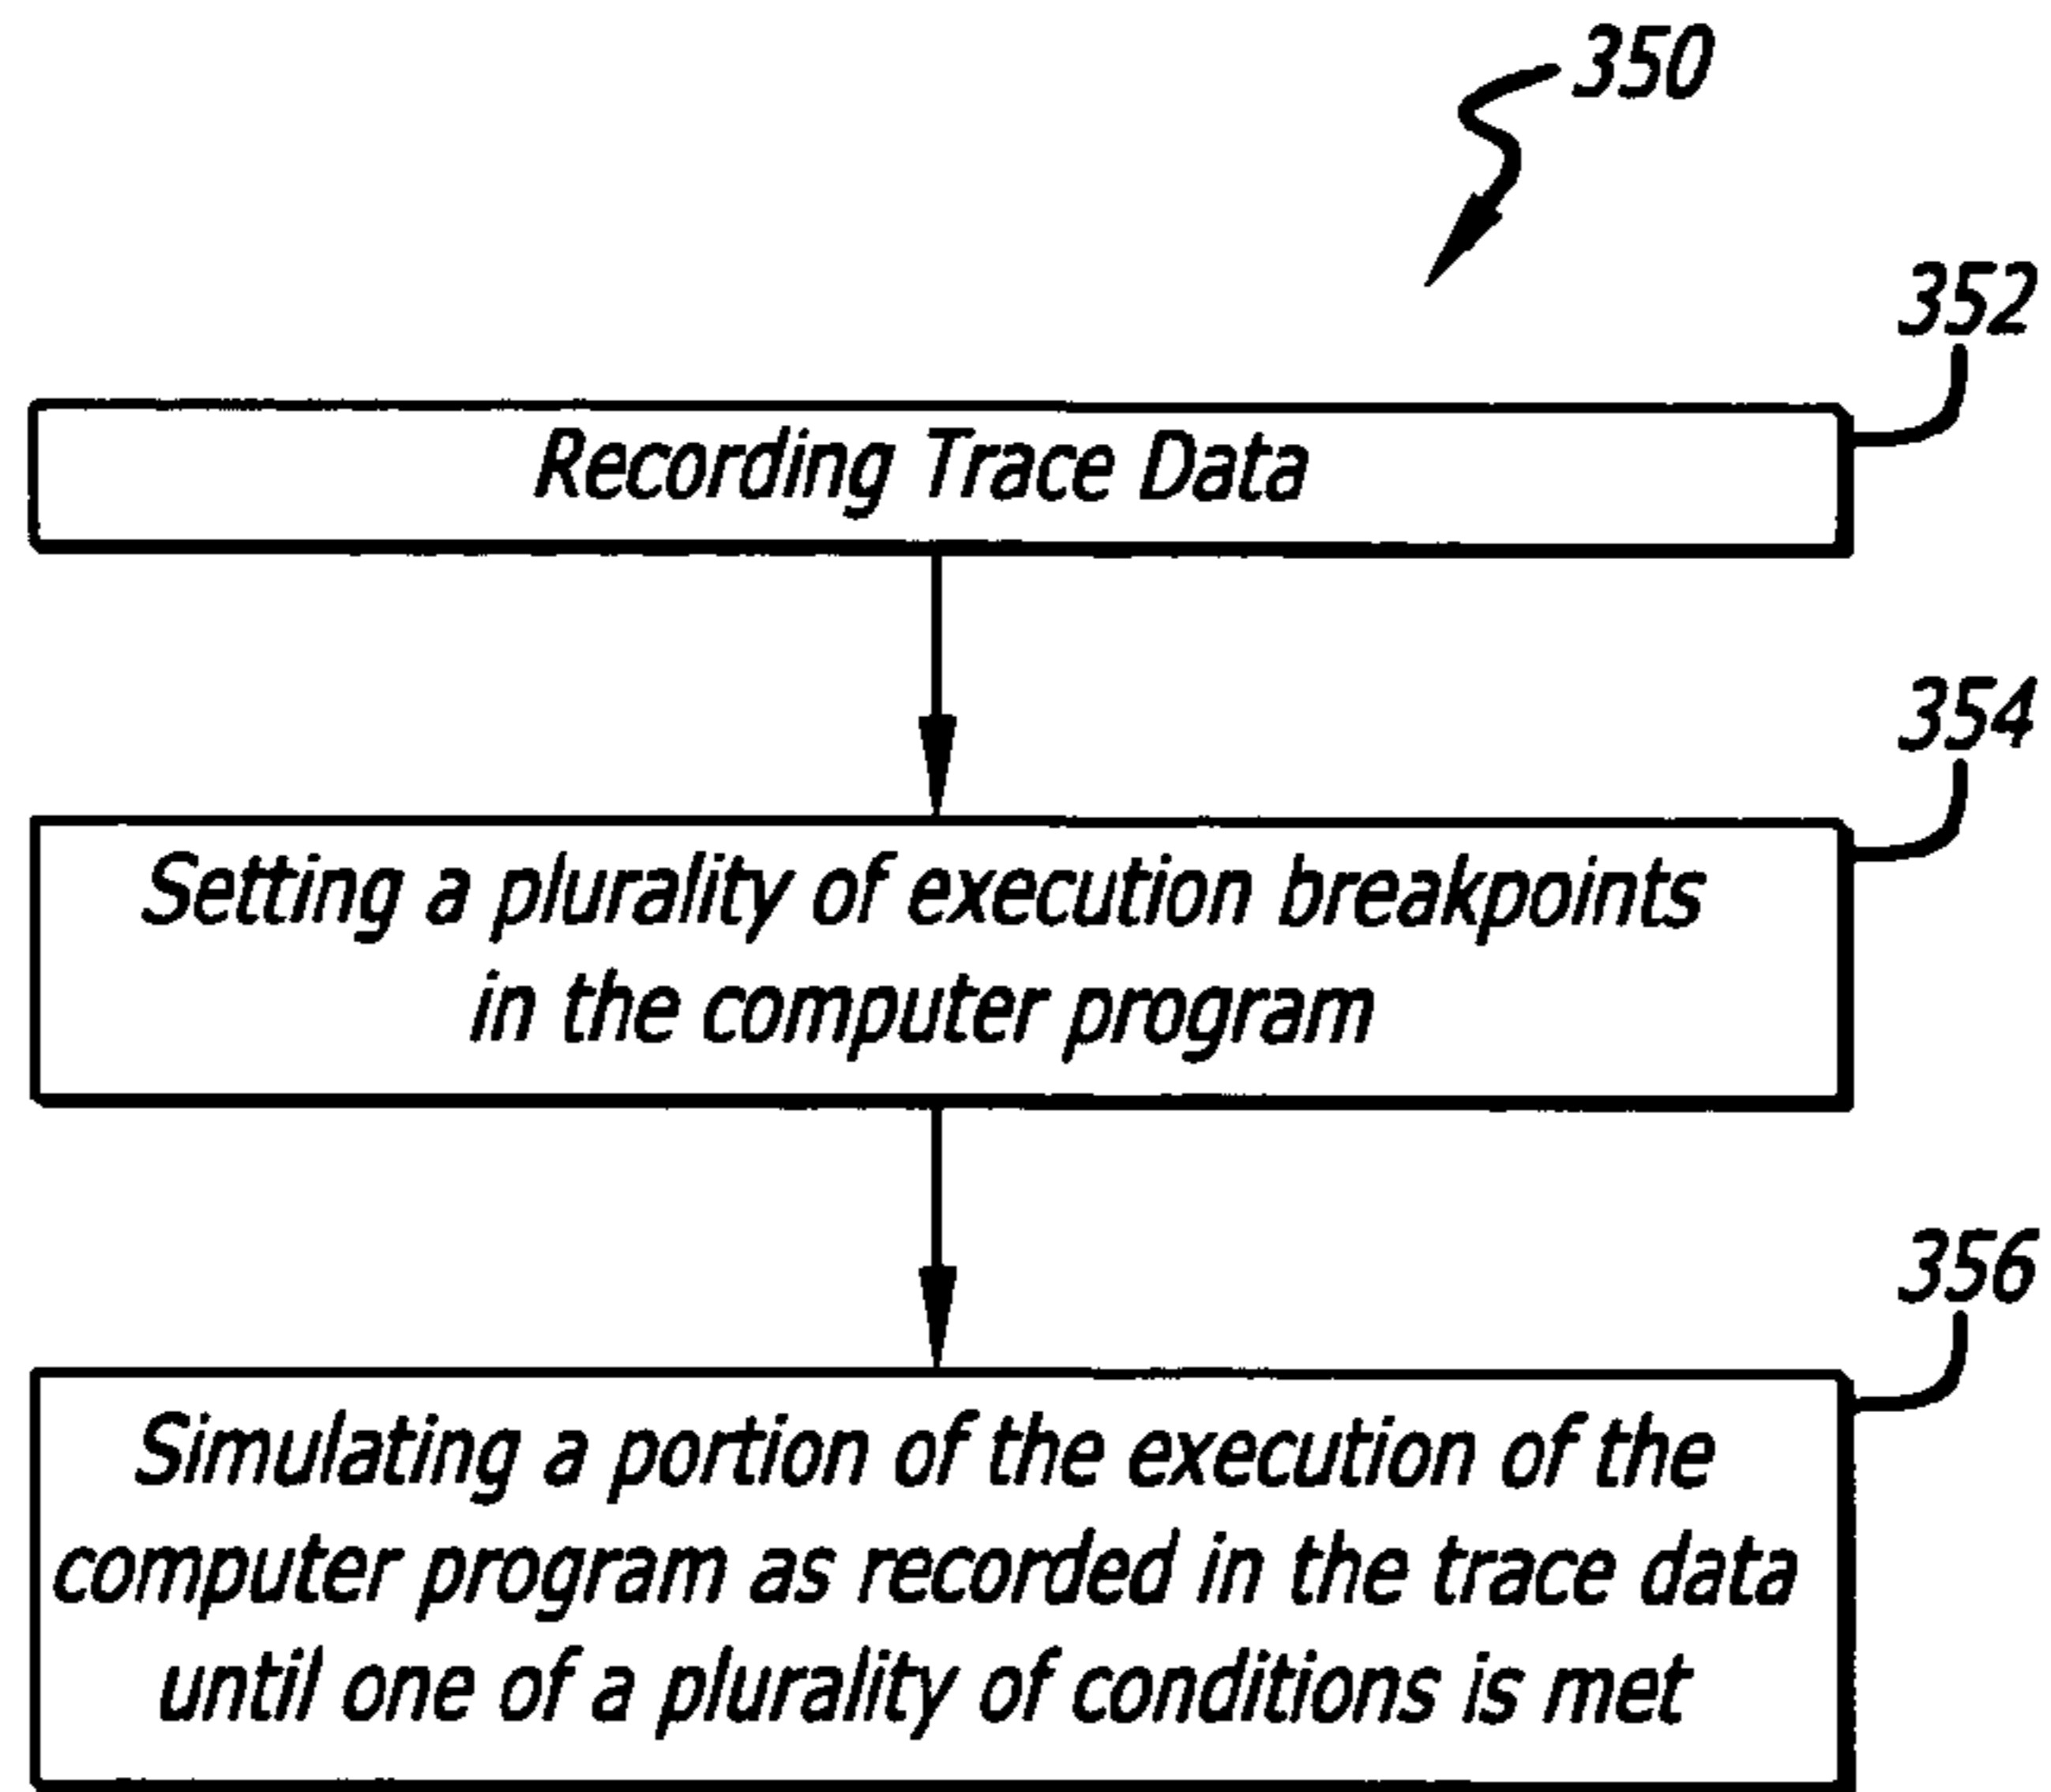 350
352
Recording Trace Data
354
Setting a plurality of execution breakpoints
in the computer program
356
Simulating a portion of the execution of the
computer program as recorded in the trace data
until one of a plurality of conditions is met